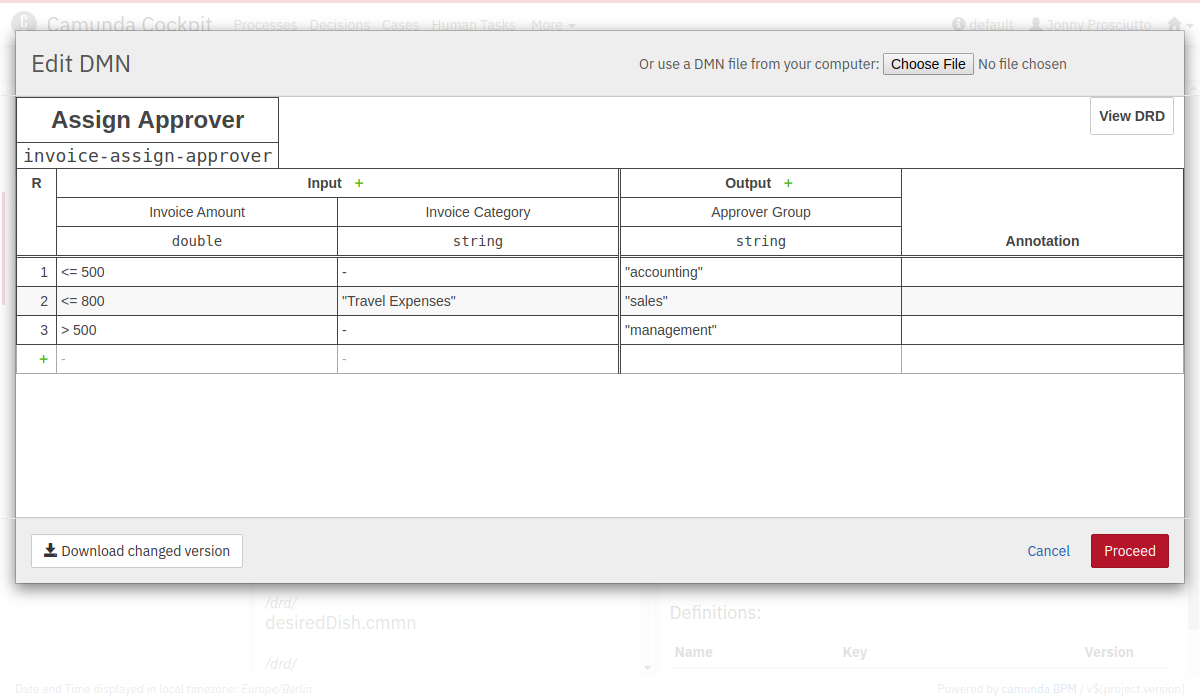 Camunda Cockpit Processes Decisions Cases Human Tasks More default Jonny Prosciutto
Edit DMN Or use a DMN file from your computer: Choose File No file chosen
Assign Approver View DRD
invoice-assign-approver
R Input + Output +
Invoice Amount Invoice Category Approver Group
double string string Annotation
1 <= 500 - "accounting"
2 <= 800 "Travel Expenses" "sales"
3 > 500 - "management"
+ - -
Download changed version Cancel Proceed
/drd/
desiredDish.cmmn Definitions:
Name Key Version
/drd/
Date and Time displayed in local timezone: Europe/Berlin Powered by camunda BPM / v${project.version}